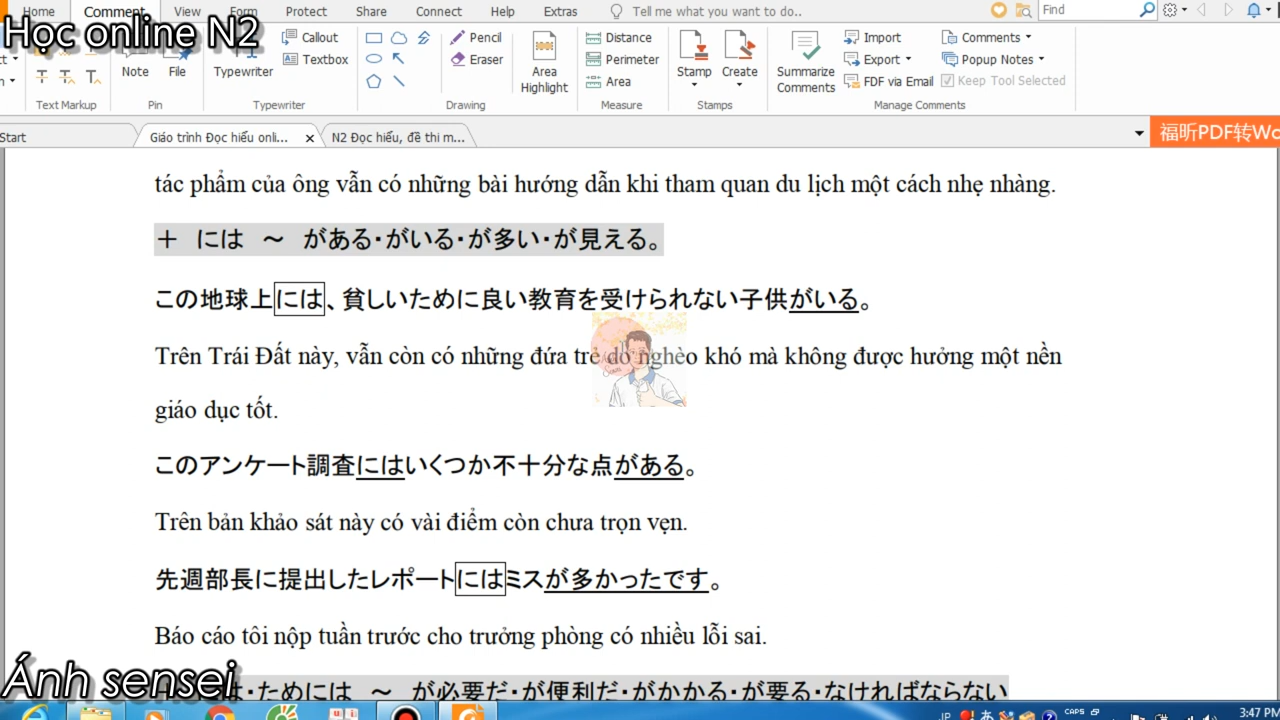 Home Comment View Form Protect Share Connect Help Extras Tell me what you want to do.. Find
Học online N2
Callout Pencil Distance Import Comments
Textbox Eraser Perimeter Export Popup Notes
Note File Typewriter Area Highlight Area Stamp Create Summarize Comments FDF via Email Keep Tool Selected
Text Markup Pin Typewriter Drawing Measure Stamps Manage Comments
Start Giáo trình Đọc hiểu onli... N2 Đọc hiểu, đề thi m... 福昕PDF转Wo
tác phẩm của ông vẫn có những bài hướng dẫn khi tham quan du lịch một cách nhẹ nhàng.
＋ には ～ がある・がいる・が多い・が見える。
この地球上には、貧しいために良い教育を受けられない子供がいる。
Trên Trái Đất này, vẫn còn có những đứa trẻ do nghèo khó mà không được hưởng một nền
giáo dục tốt.
このアンケート調査にはいくつか不十分な点がある。
Trên bản khảo sát này có vài điểm còn chưa trọn vẹn.
先週部長に提出したレポートにはミスが多かったです。
Báo cáo tôi nộp tuần trước cho trưởng phòng có nhiều lỗi sai.
Ánh sensei
は・ためには ～ が必要だ・が便利だ・がかかる・が要る・なければならない
JP あ CAPS 3:47 PM